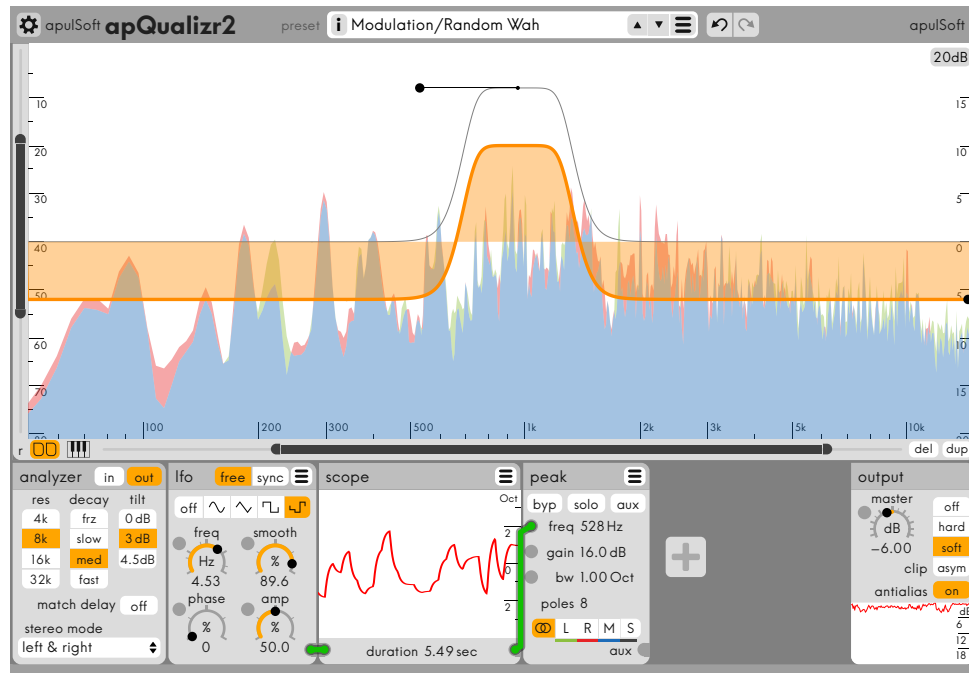 apulSoft apQualizr2 preset i Modulation/Random Wah apulSoft
20dB
10 15
20 10
30 5
40 0
50 5
60 10
70 15
100 200 300 500 1k 2k 3k 5k 10k
r del dup
analyzer in out
res decay tilt
4k frz 0 dB
8k slow 3 dB
16k med 4.5dB
32k fast
match delay off
stereo mode
left & right
lfo free sync
off
freq smooth
Hz %
4.53 89.6
phase amp
% %
0 50.0
scope
Oct
2
0
2
duration 5.49 sec
peak
byp solo aux
freq 528 Hz
gain 16.0 dB
bw 1.00 Oct
poles 8
L R M S
aux
output
master off
dB hard
-6.00 soft
clip asym
antialias on
dB
6
12
18